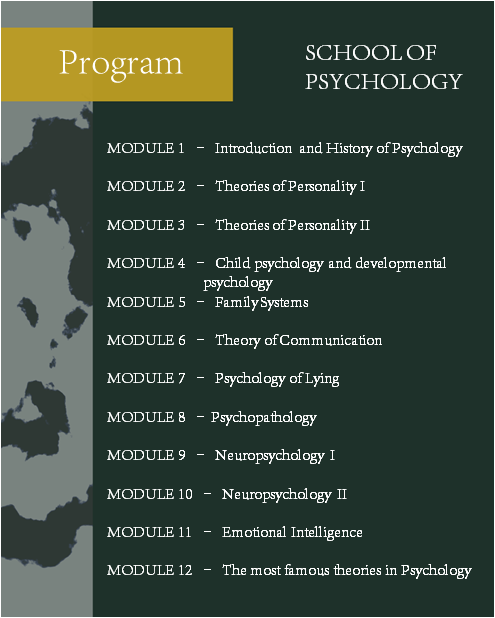 Program
SCHOOL OF
PSYCHOLOGY
MODULE 1 – Introduction and History of Psychology
MODULE 2 – Theories of Personality I
MODULE 3 – Theories of Personality II
MODULE 4 – Child psychology and developmental
psychology
MODULE 5 – Family Systems
MODULE 6 – Theory of Communication
MODULE 7 – Psychology of Lying
MODULE 8 – Psychopathology
MODULE 9 – Neuropsychology I
MODULE 10 – Neuropsychology II
MODULE 11 – Emotional Intelligence
MODULE 12 – The most famous theories in Psychology